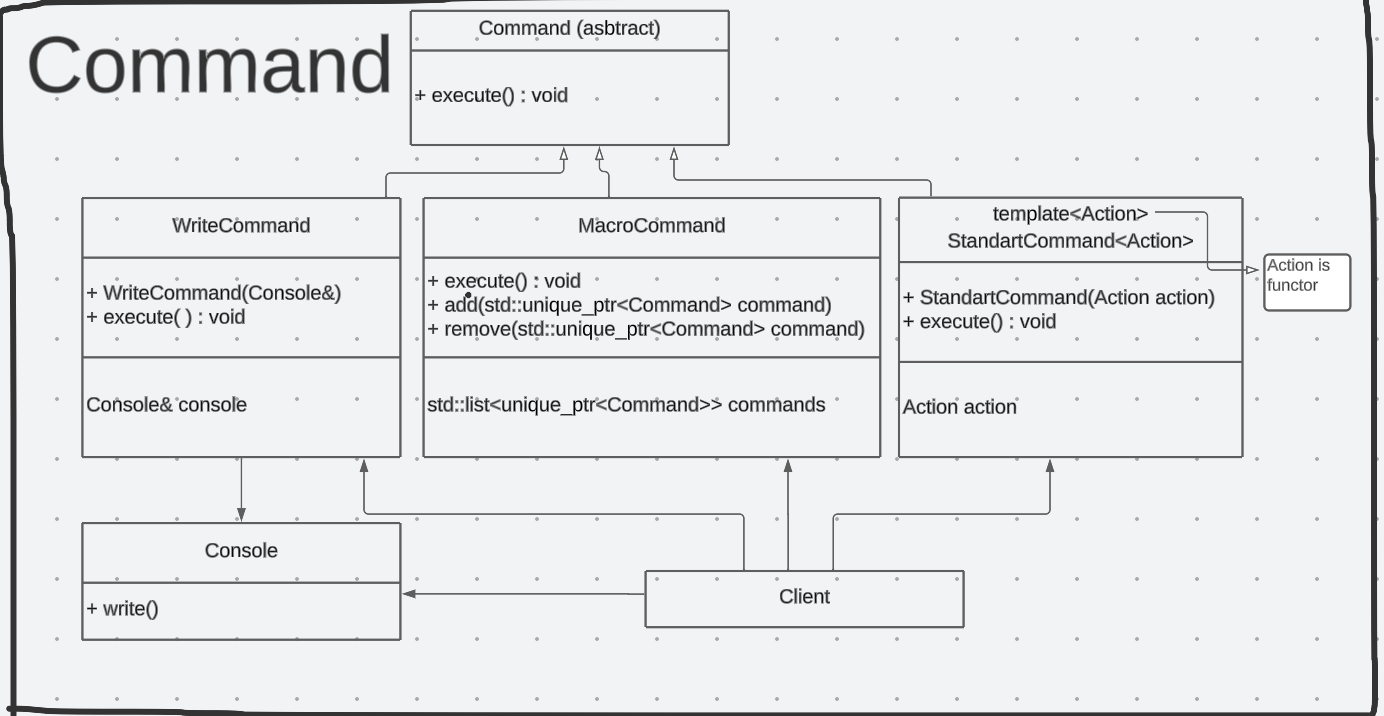 Command
Command (asbtract)
+ execute() : void
WriteCommand
+ WriteCommand(Console&)
+ execute( ) : void
Console& console
MacroCommand
+ execute() : void
+ add(std::unique_ptr<Command> command)
+ remove(std::unique_ptr<Command> command)
std::list<unique_ptr<Command>> commands
template<Action>
StandartCommand<Action>
+ StandartCommand(Action action)
+ execute() : void
Action action
Action is
functor
Console
+ write()
Client